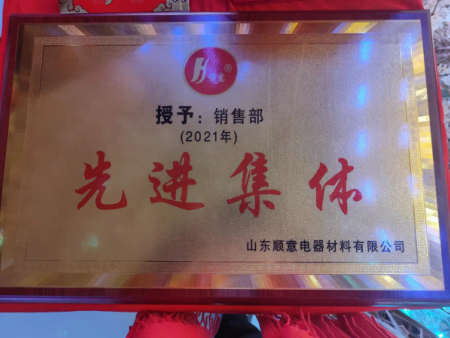 ®
授予：销售部
(2021年)
先进集体
山东顺意电器材料有限公司